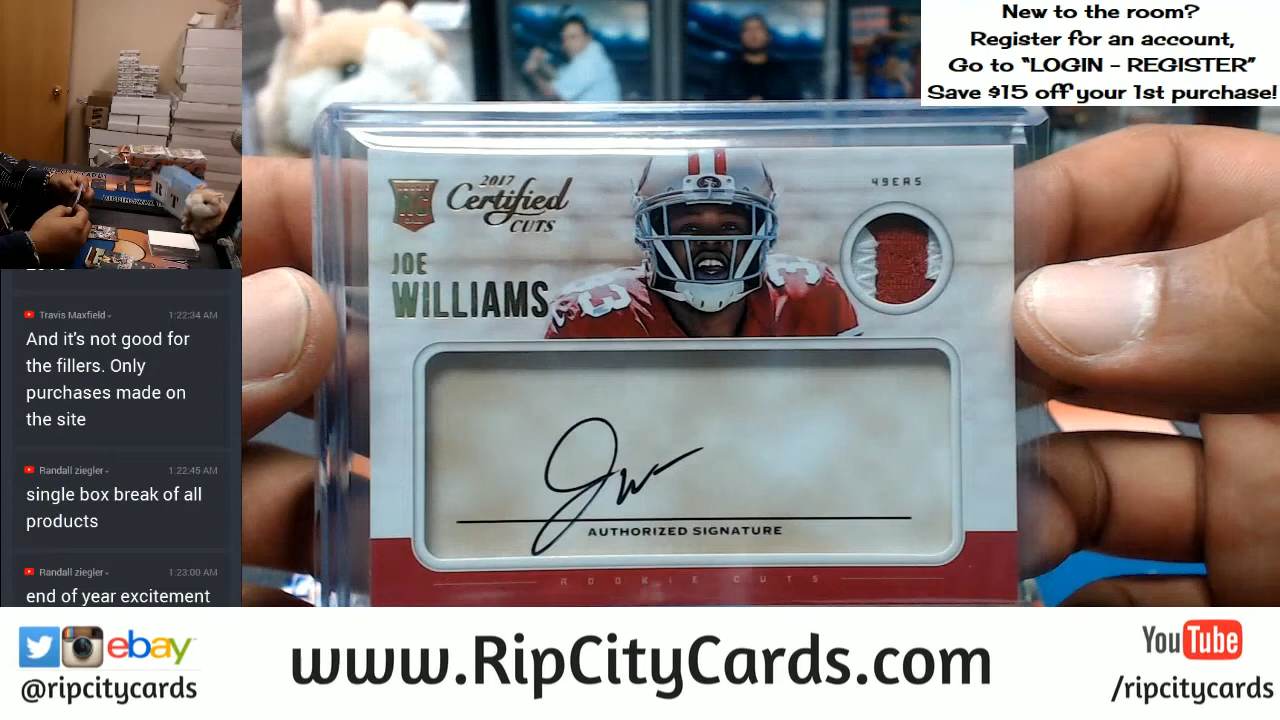 New to the room?
Register for an account,
Go to "LOGIN - REGISTER"
Save $15 off your 1st purchase!
R T
Travis Maxfield
1:22:34 AM
And it's not good for
the fillers. Only
purchases made on
the site
Randall ziegler
1:22:45 AM
single box break of all
products
Randall ziegler
1:23:00 AM
end of year excitement
RC
2017
Certified
CUTS
49ERS
JOE
WILLIAMS
33
JW
AUTHORIZED SIGNATURE
ROOKIE CUTS
ebay
@ripcitycards
www.RipCityCards.com
YouTube
/ripcitycards